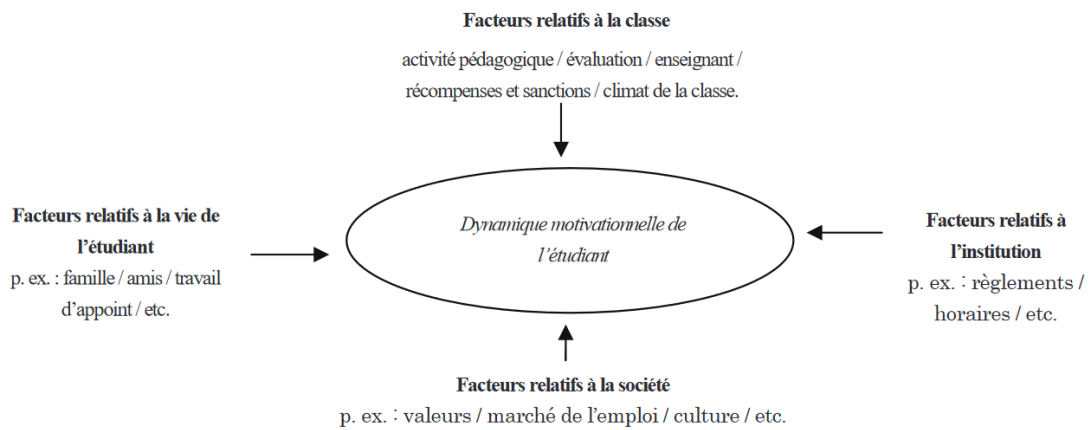 Facteurs relatifs à la classe
activité pédagogique / évaluation / enseignant /
récompenses et sanctions / climat de la classe.
Facteurs relatifs à la vie de
l’étudiant
p. ex. : famille / amis / travail
d’appoint / etc.
Dynamique motivationnelle de
l’étudiant
Facteurs relatifs à
l’institution
p. ex. : règlements /
horaires / etc.
Facteurs relatifs à la société
p. ex. : valeurs / marché de l’emploi / culture / etc.